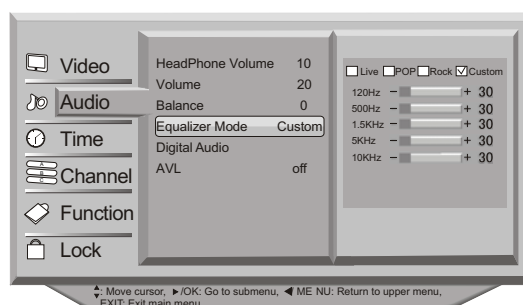 Video
Audio
Time
Channel
Function
Lock
HeadPhone Volume 10
Volume 20
Balance 0
Equalizer Mode Custom
Digital Audio
AVL off
Live POP Rock Custom
120Hz − + 30
500Hz − + 30
1.5KHz − + 30
5KHz − + 30
10KHz − + 30
: Move cursor, ►/OK: Go to submenu, ◄ ME NU: Return to upper menu,
EXIT: Exit main menu